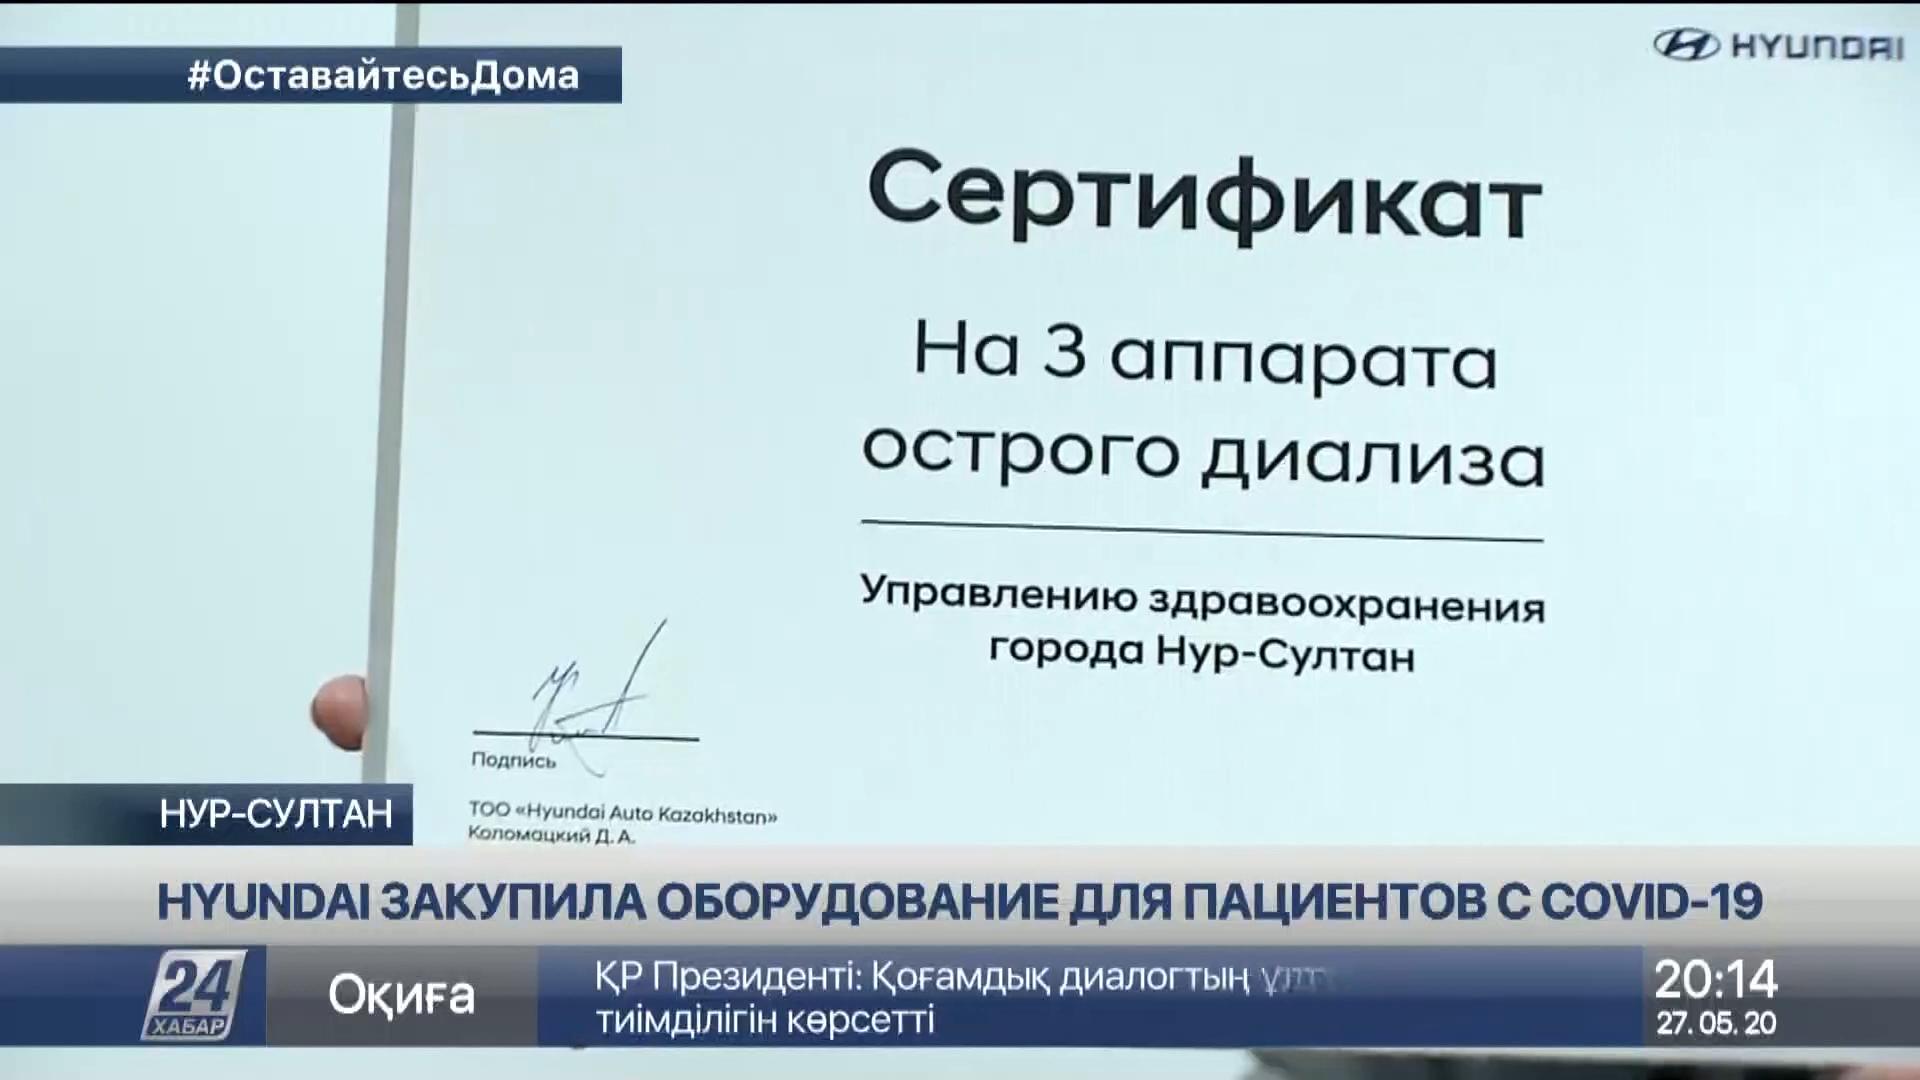 #ОставайтесьДома
HYUNDAI
Сертификат
На 3 аппарата
острого диализа
Управлению здравоохранения
города Нур-Султан
Подпись
ТОО «Hyundai Auto Kazakhstan»
Коломацкий Д. А.
НУР-СУЛТАН
HYUNDAI ЗАКУПИЛА ОБОРУДОВАНИЕ ДЛЯ ПАЦИЕНТОВ С COVID-19
24
ХАБАР
Оқиға
ҚР Президенті: Қоғамдық диалогтың
тиімділігін көрсетті
20:14
27. 05. 20